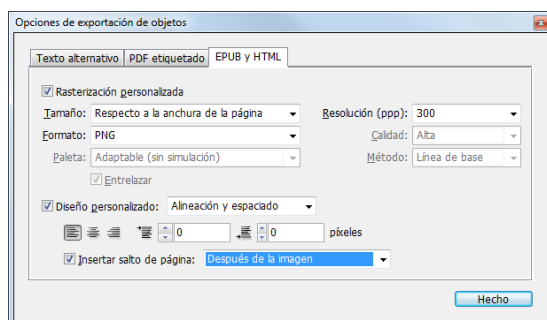 Opciones de exportación de objetos
Texto alternativo PDF etiquetado EPUB y HTML
Rasterización personalizada
Tamaño: Respecto a la anchura de la página Resolución (ppp): 300
Formato: PNG Calidad: Alta
Paleta: Adaptable (sin simulación) Método: Línea de base
Entrelazar
Diseño personalizado: Alineación y espaciado
0 0 píxeles
Insertar salto de página: Después de la imagen
Hecho